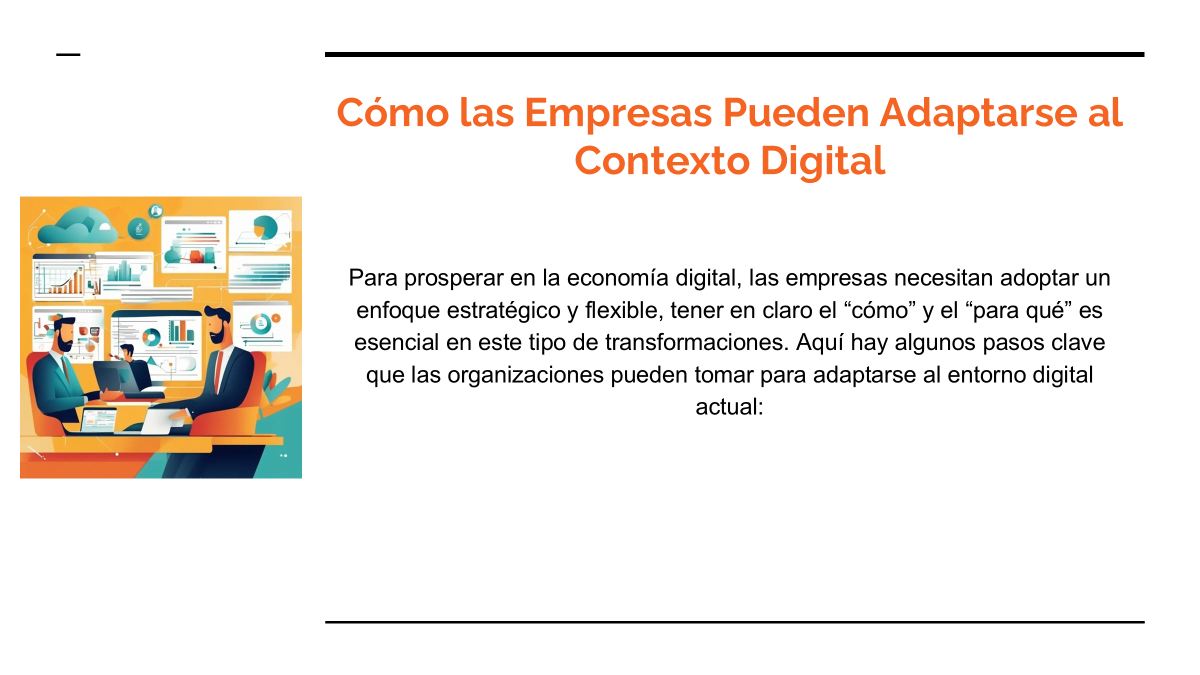 Cómo las Empresas Pueden Adaptarse al
Contexto Digital
Para prosperar en la economía digital, las empresas necesitan adoptar un
enfoque estratégico y flexible, tener en claro el “cómo” y el “para qué” es
esencial en este tipo de transformaciones. Aquí hay algunos pasos clave
que las organizaciones pueden tomar para adaptarse al entorno digital
actual: